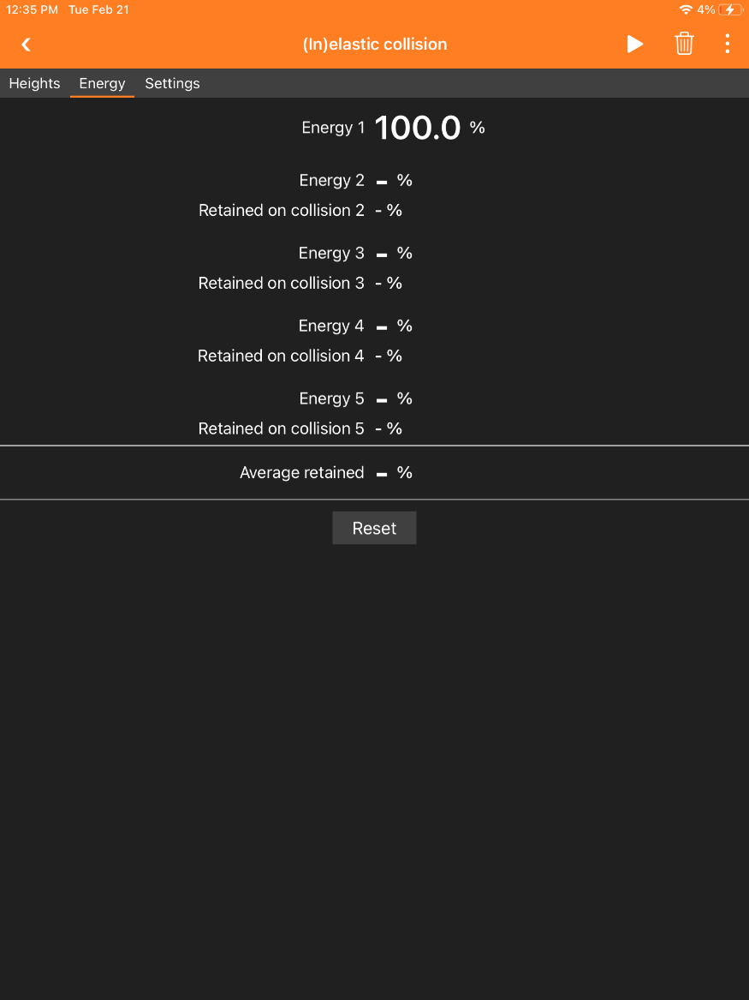 12:35 PM Tue Feb 21 4%
(In)elastic collision
Heights Energy Settings
Energy 1 100.0 %
Energy 2 - %
Retained on collision 2 - %
Energy 3 - %
Retained on collision 3 - %
Energy 4 - %
Retained on collision 4 - %
Energy 5 - %
Retained on collision 5 - %
Average retained - %
Reset